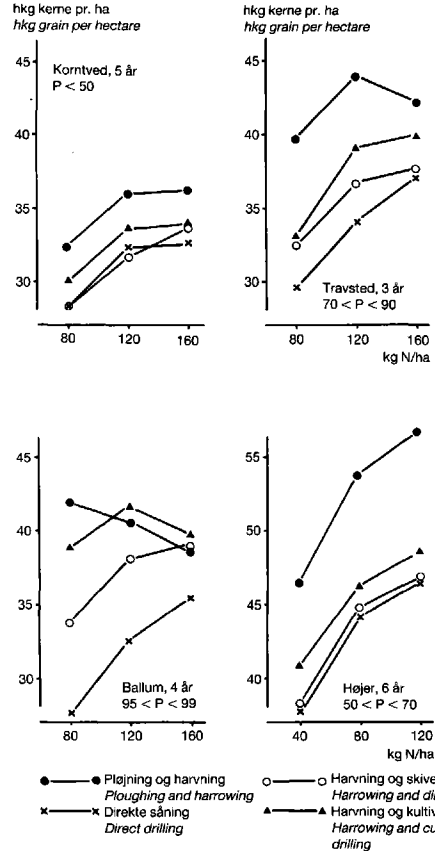 hkg kerne pr. ha
hkg grain per hectare
45
40
35
30
Korntved, 5 år
P < 50
80 120 160
hkg kerne pr. ha
hkg grain per hectare
45
40
35
30
Travsted, 3 år
70 < P < 90
80 120 160
kg N/ha
45
40
35
30
Ballum, 4 år
95 < P < 99
80 120 160
55
50
45
40
Højer, 6 år
50 < P < 70
40 80 120
kg N/ha
Pløjning og harvning
Ploughing and harrowing
Direkte såning
Direct drilling
Harvning og skive
Harrowing and di
Harvning og kultiv
Harrowing and cu
drilling